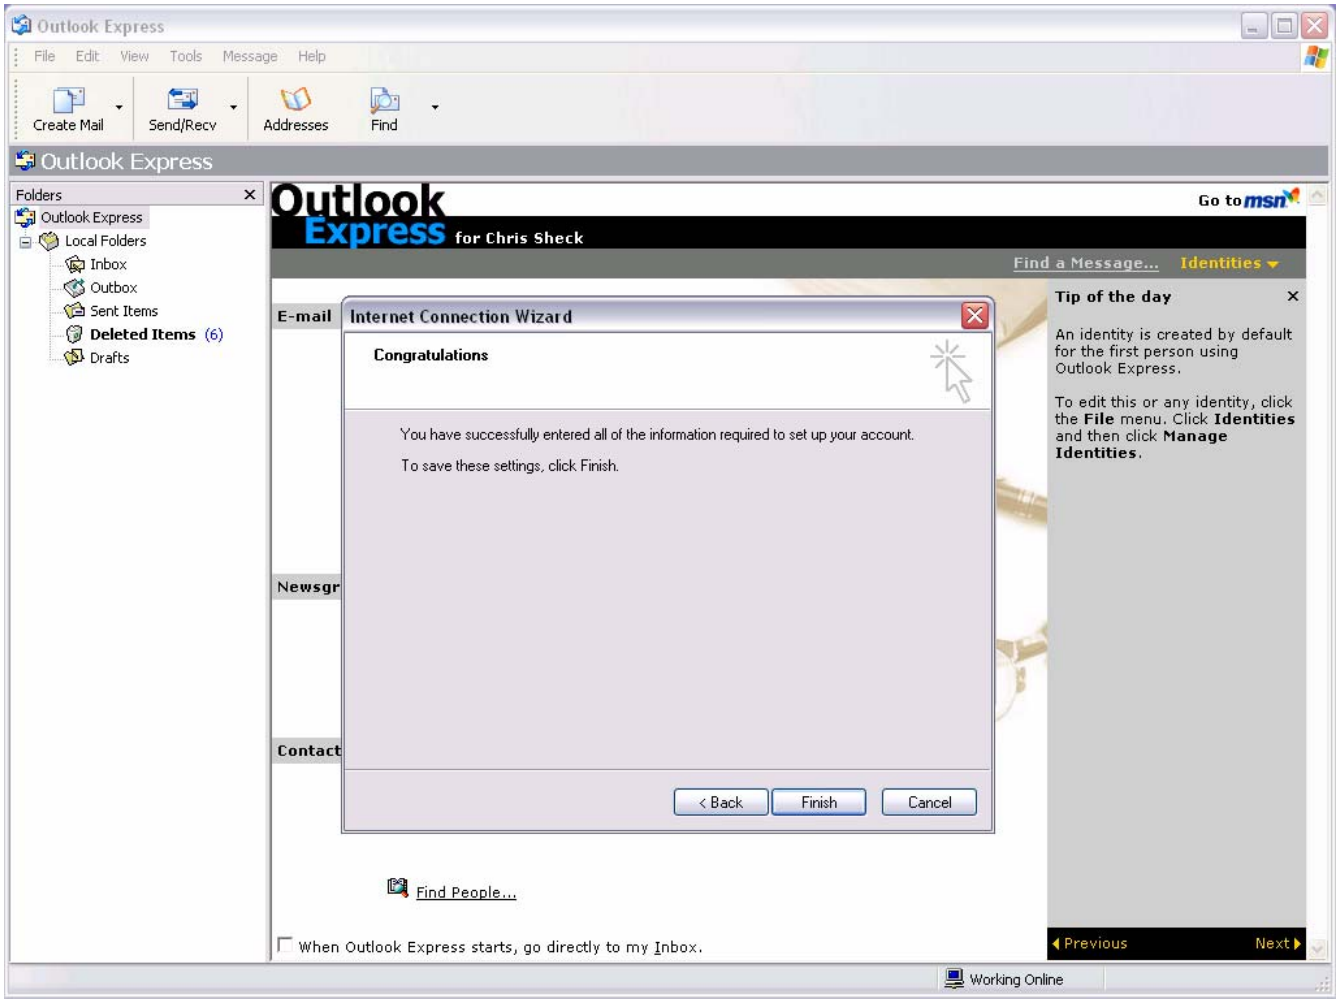 Outlook Express
File Edit View Tools Message Help
Create Mail Send/Recv Addresses Find
Outlook Express
Folders
Outlook Express
Local Folders
Inbox
Outbox
Sent Items
Deleted Items (6)
Drafts
Outlook
Express for Chris Sheck
Go to msn
Find a Message... Identities
E-mail
Newsgr
Contact
Internet Connection Wizard
Congratulations
You have successfully entered all of the information required to set up your account.
To save these settings, click Finish.
< Back Finish Cancel
Find People...
When Outlook Express starts, go directly to my Inbox.
Tip of the day
An identity is created by default
for the first person using
Outlook Express.
To edit this or any identity, click
the File menu. Click Identities
and then click Manage
Identities.
Previous Next
Working Online